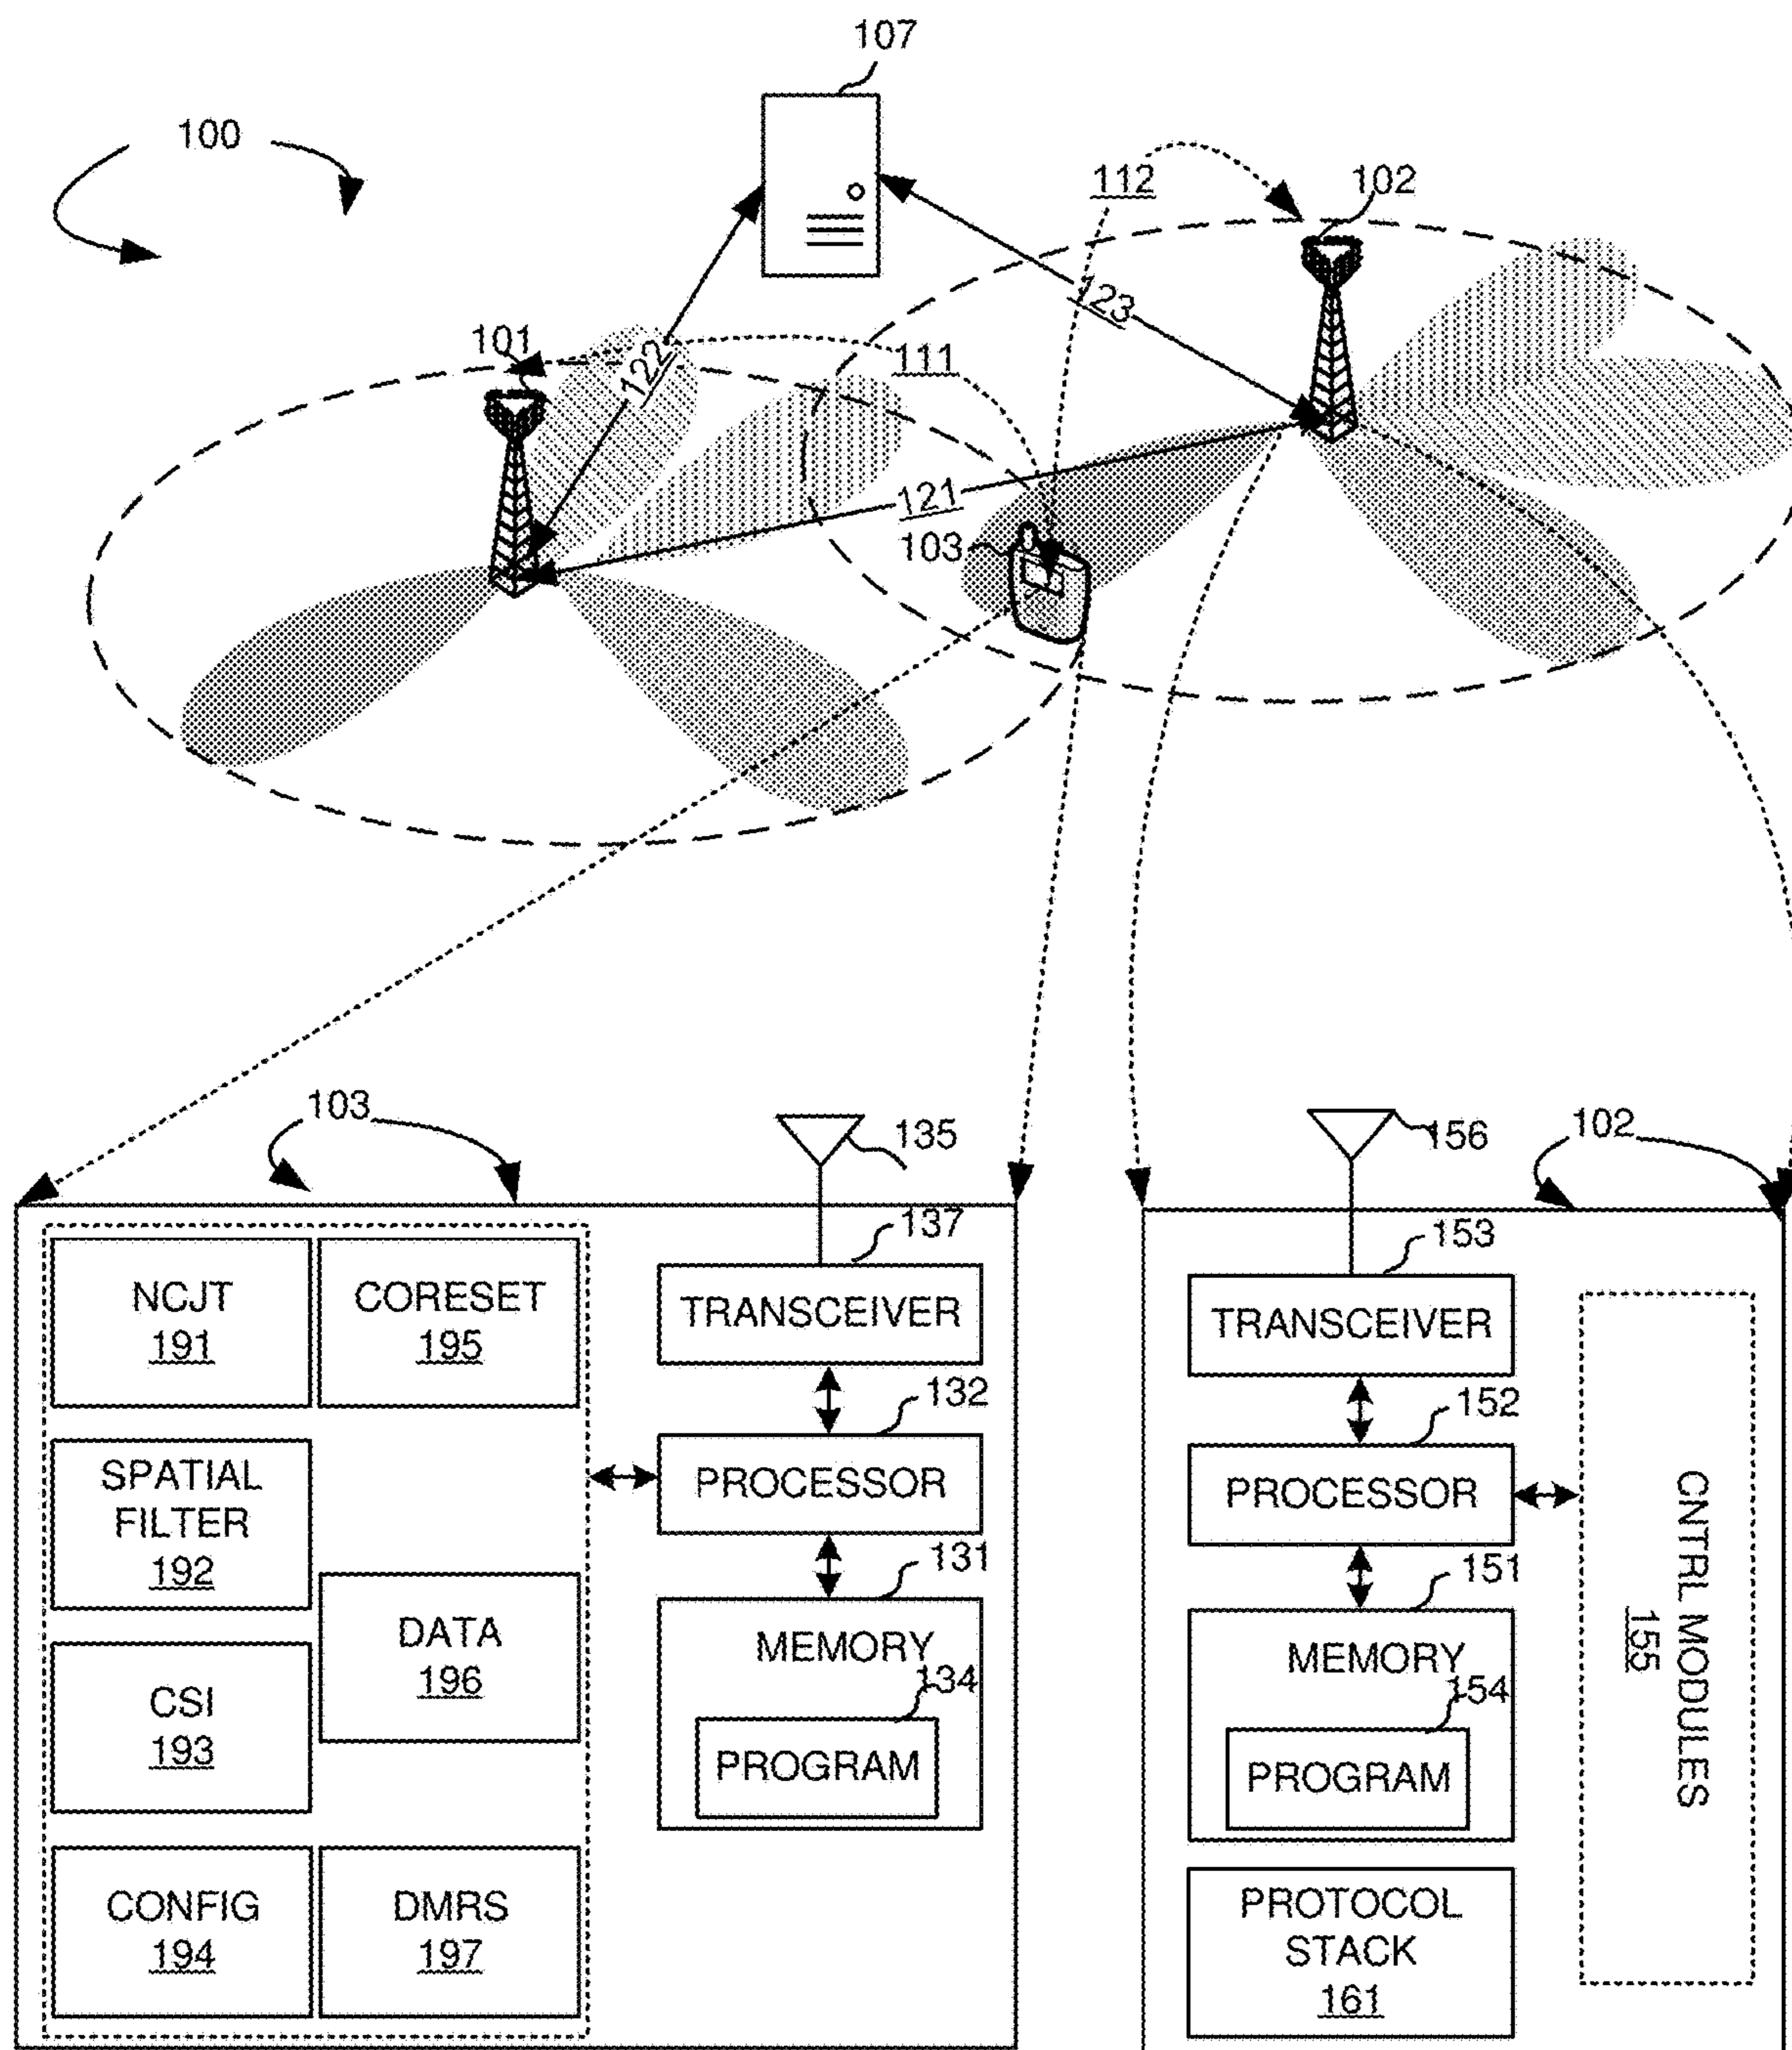 107
100
112
102
123
101
122
111
121
103
103
135
156
102
137
153
NCJT
191
CORESET
195
TRANSCEIVER
TRANSCEIVER
132
152
SPATIAL
FILTER
192
PROCESSOR
PROCESSOR
131
151
DATA
196
MEMORY
134
PROGRAM
MEMORY
154
PROGRAM
CNTRL MODULES
155
CSI
193
CONFIG
194
DMRS
197
PROTOCOL
STACK
161